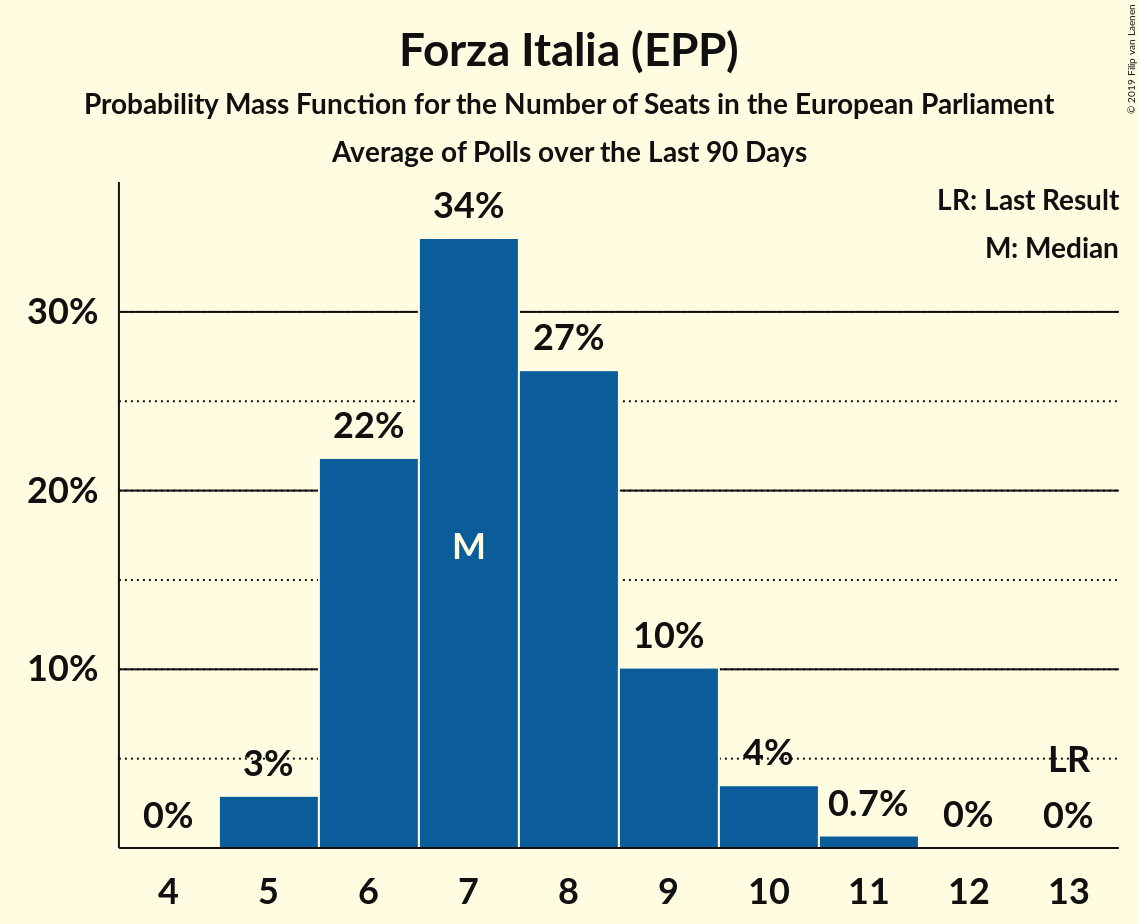 Forza Italia (EPP)
Probability Mass Function for the Number of Seats in the European Parliament
Average of Polls over the Last 90 Days
© 2019 Filip van Laenen
LR: Last Result
M: Median
30%
20%
10%
0%
3%
22%
34%
M
27%
10%
4%
0.7%
0%
LR
0%
4 5 6 7 8 9 10 11 12 13